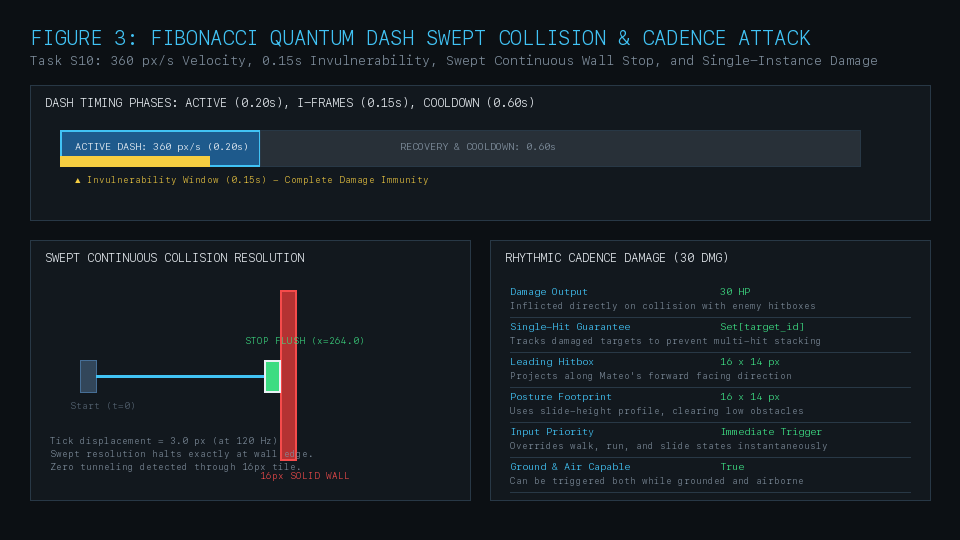 FIGURE 3: FIBONACCI QUANTUM DASH SWEPT COLLISION & CADENCE ATTACK
Task S10: 360 px/s Velocity, 0.15s Invulnerability, Swept Continuous Wall Stop, and Single-Instance Damage
DASH TIMING PHASES: ACTIVE (0.20s), I-FRAMES (0.15s), COOLDOWN (0.60s)
ACTIVE DASH: 360 px/s (0.20s)
RECOVERY & COOLDOWN: 0.60s
▲ Invulnerability Window (0.15s) — Complete Damage Immunity
SWEPT CONTINUOUS COLLISION RESOLUTION
STOP FLUSH (x=264.0)
Start (t=0)
Tick displacement = 3.0 px (at 120 Hz)
Swept resolution halts exactly at wall edge.
Zero tunneling detected through 16px tile.
16px SOLID WALL
RHYTHMIC CADENCE DAMAGE (30 DMG)
Damage Output 30 HP
Inflicted directly on collision with enemy hitboxes
Single-Hit Guarantee Set[target_id]
Tracks damaged targets to prevent multi-hit stacking
Leading Hitbox 16 x 14 px
Projects along Mateo's forward facing direction
Posture Footprint 16 x 14 px
Uses slide-height profile, clearing low obstacles
Input Priority Immediate Trigger
Overrides walk, run, and slide states instantaneously
Ground & Air Capable True
Can be triggered both while grounded and airborne